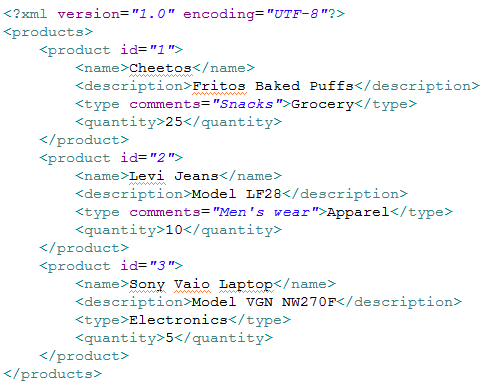 <?xml version="1.0" encoding="UTF-8"?>
<products>
    <product id="1">
        <name>Cheetos</name>
        <description>Fritos Baked Puffs</description>
        <type comments="Snacks">Grocery</type>
        <quantity>25</quantity>
    </product>
    <product id="2">
        <name>Levi Jeans</name>
        <description>Model LF28</description>
        <type comments="Men's wear">Apparel</type>
        <quantity>10</quantity>
    </product>
    <product id="3">
        <name>Sony Vaio Laptop</name>
        <description>Model VGN NW270F</description>
        <type>Electronics</type>
        <quantity>5</quantity>
    </product>
</products>